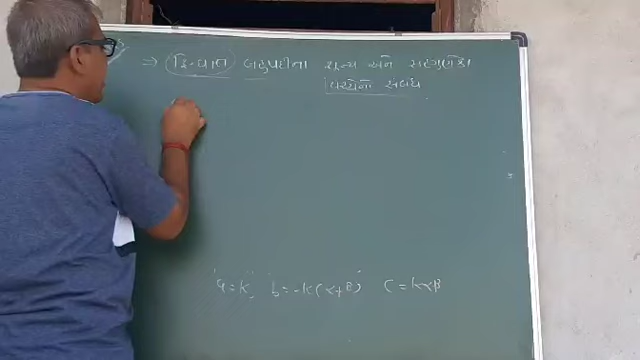 ⇒ દ્વિઘાત બહુપદીના શૂન્ય અને સહગુણકો
વચ્ચેનો સંબંધ
a = k, b = -k(α+β) c = kαβ